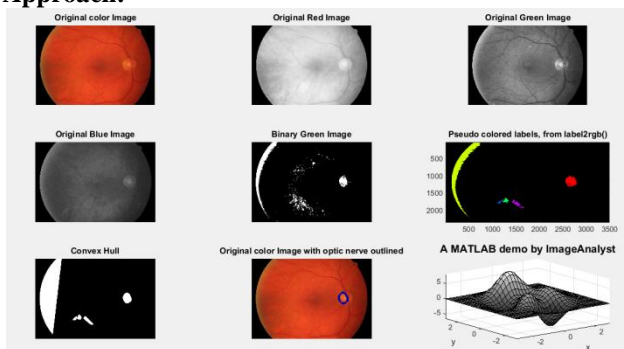 Approach:
Original color Image
Original Red Image
Original Green Image
Original Blue Image
Binary Green Image
Pseudo colored labels, from label2rgb()
500
1000
1500
2000
500 1000 1500 2000 2500 3000 3500
Convex Hull
Original color Image with optic nerve outlined
A MATLAB demo by ImageAnalyst
5
0
-5
2
0
-2
y
-2
0
2
x